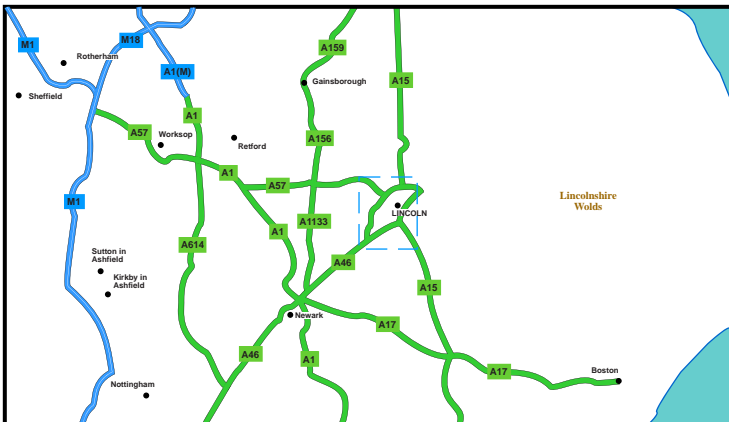 M1
M18
A159
Rotherham
A1(M)
A15
Gainsborough
Sheffield
A1
A57
Worksop
A156
Retford
A1
A57
Lincolnshire
Wolds
M1
LINCOLN
A1133
A1
A614
Sutton in
Ashfield
A46
Kirkby in
Ashfield
A15
Newark
A17
A46
A1
Boston
A17
Nottingham